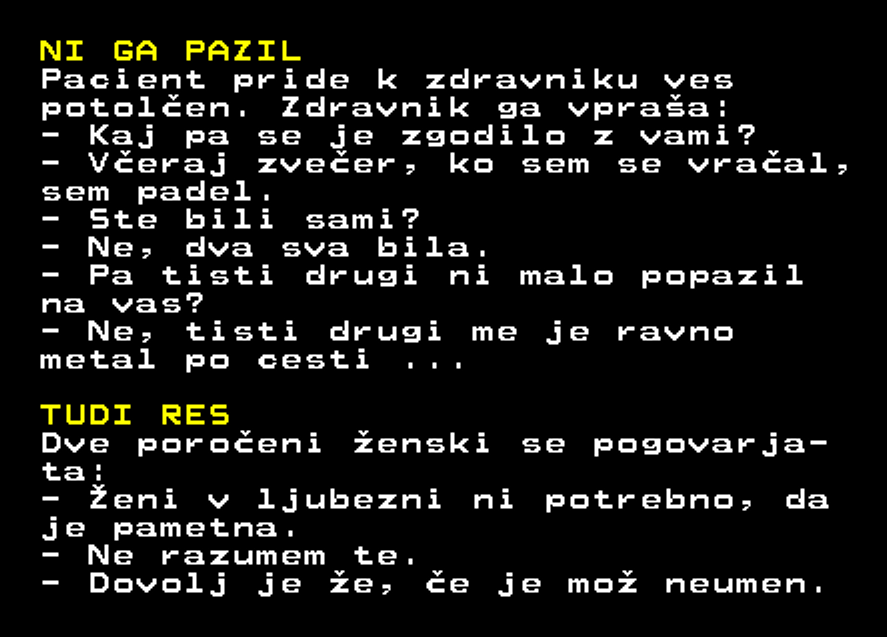 NI GA PAZIL
Pacient pride k zdravniku ves
potolčen. Zdravnik ga vpraša:
- Kaj pa se je zgodilo z vami?
- Včeraj zvečer, ko sem se vračal,
sem padel.
- Ste bili sami?
- Ne, dva sva bila.
- Pa tisti drugi ni malo popazil
na vas?
- Ne, tisti drugi me je ravno
metal po cesti ...
TUDI RES
Dve poročeni ženski se pogovarja-
ta:
- Ženi v ljubezni ni potrebno, da
je pametna.
- Ne razumem te.
- Dovolj je že, če je mož neumen.